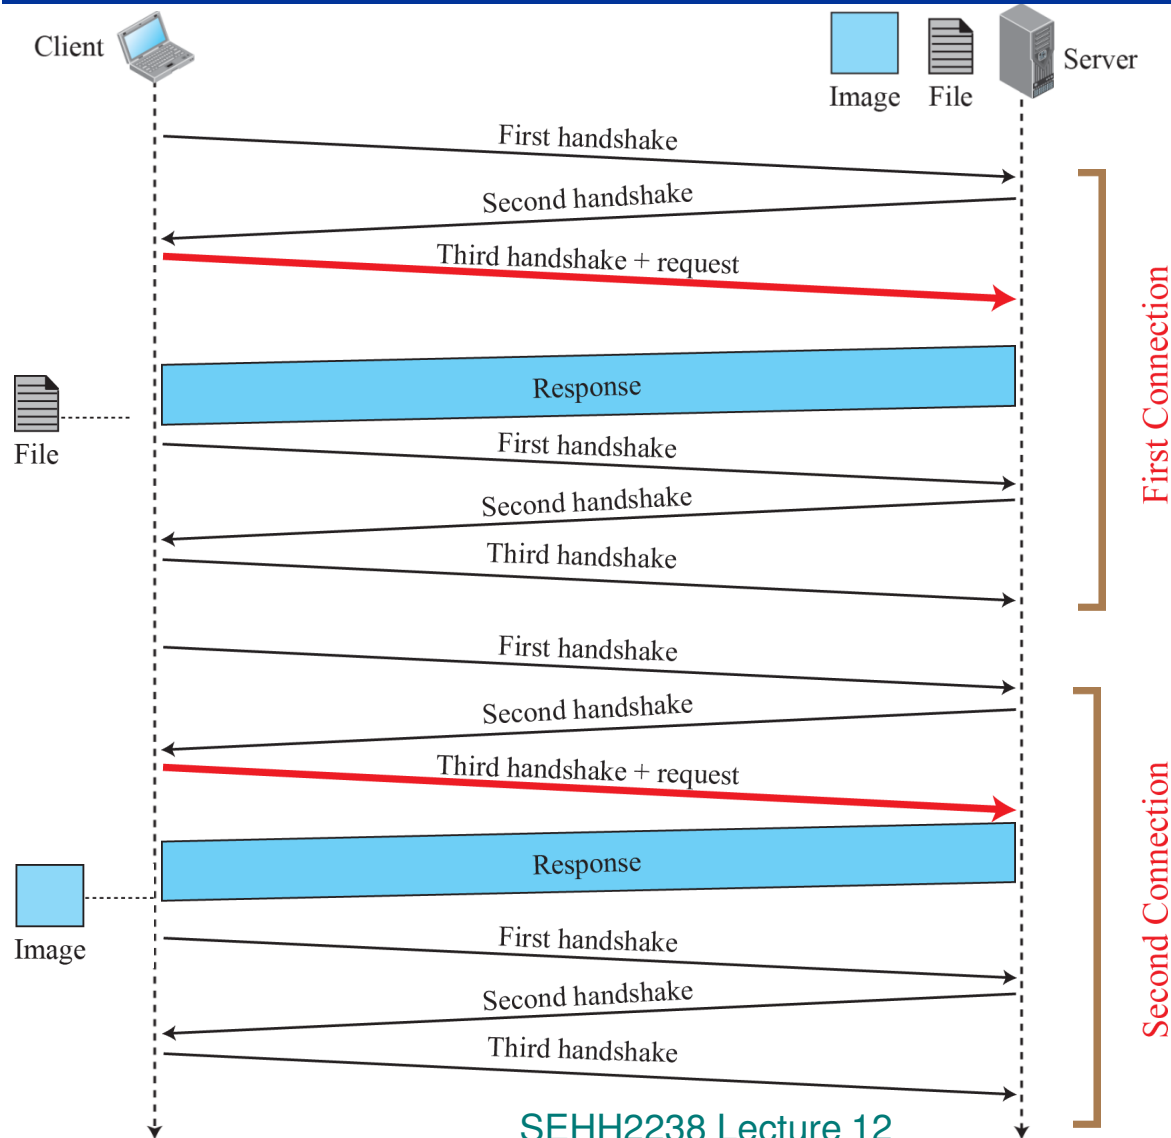 Client
Server
Image
File
First handshake
Second handshake
Third handshake + request
Response
File
First handshake
Second handshake
Third handshake
First Connection
First handshake
Second handshake
Third handshake + request
Response
Image
First handshake
Second handshake
Third handshake
Second Connection
SEHH2238 Lecture 12